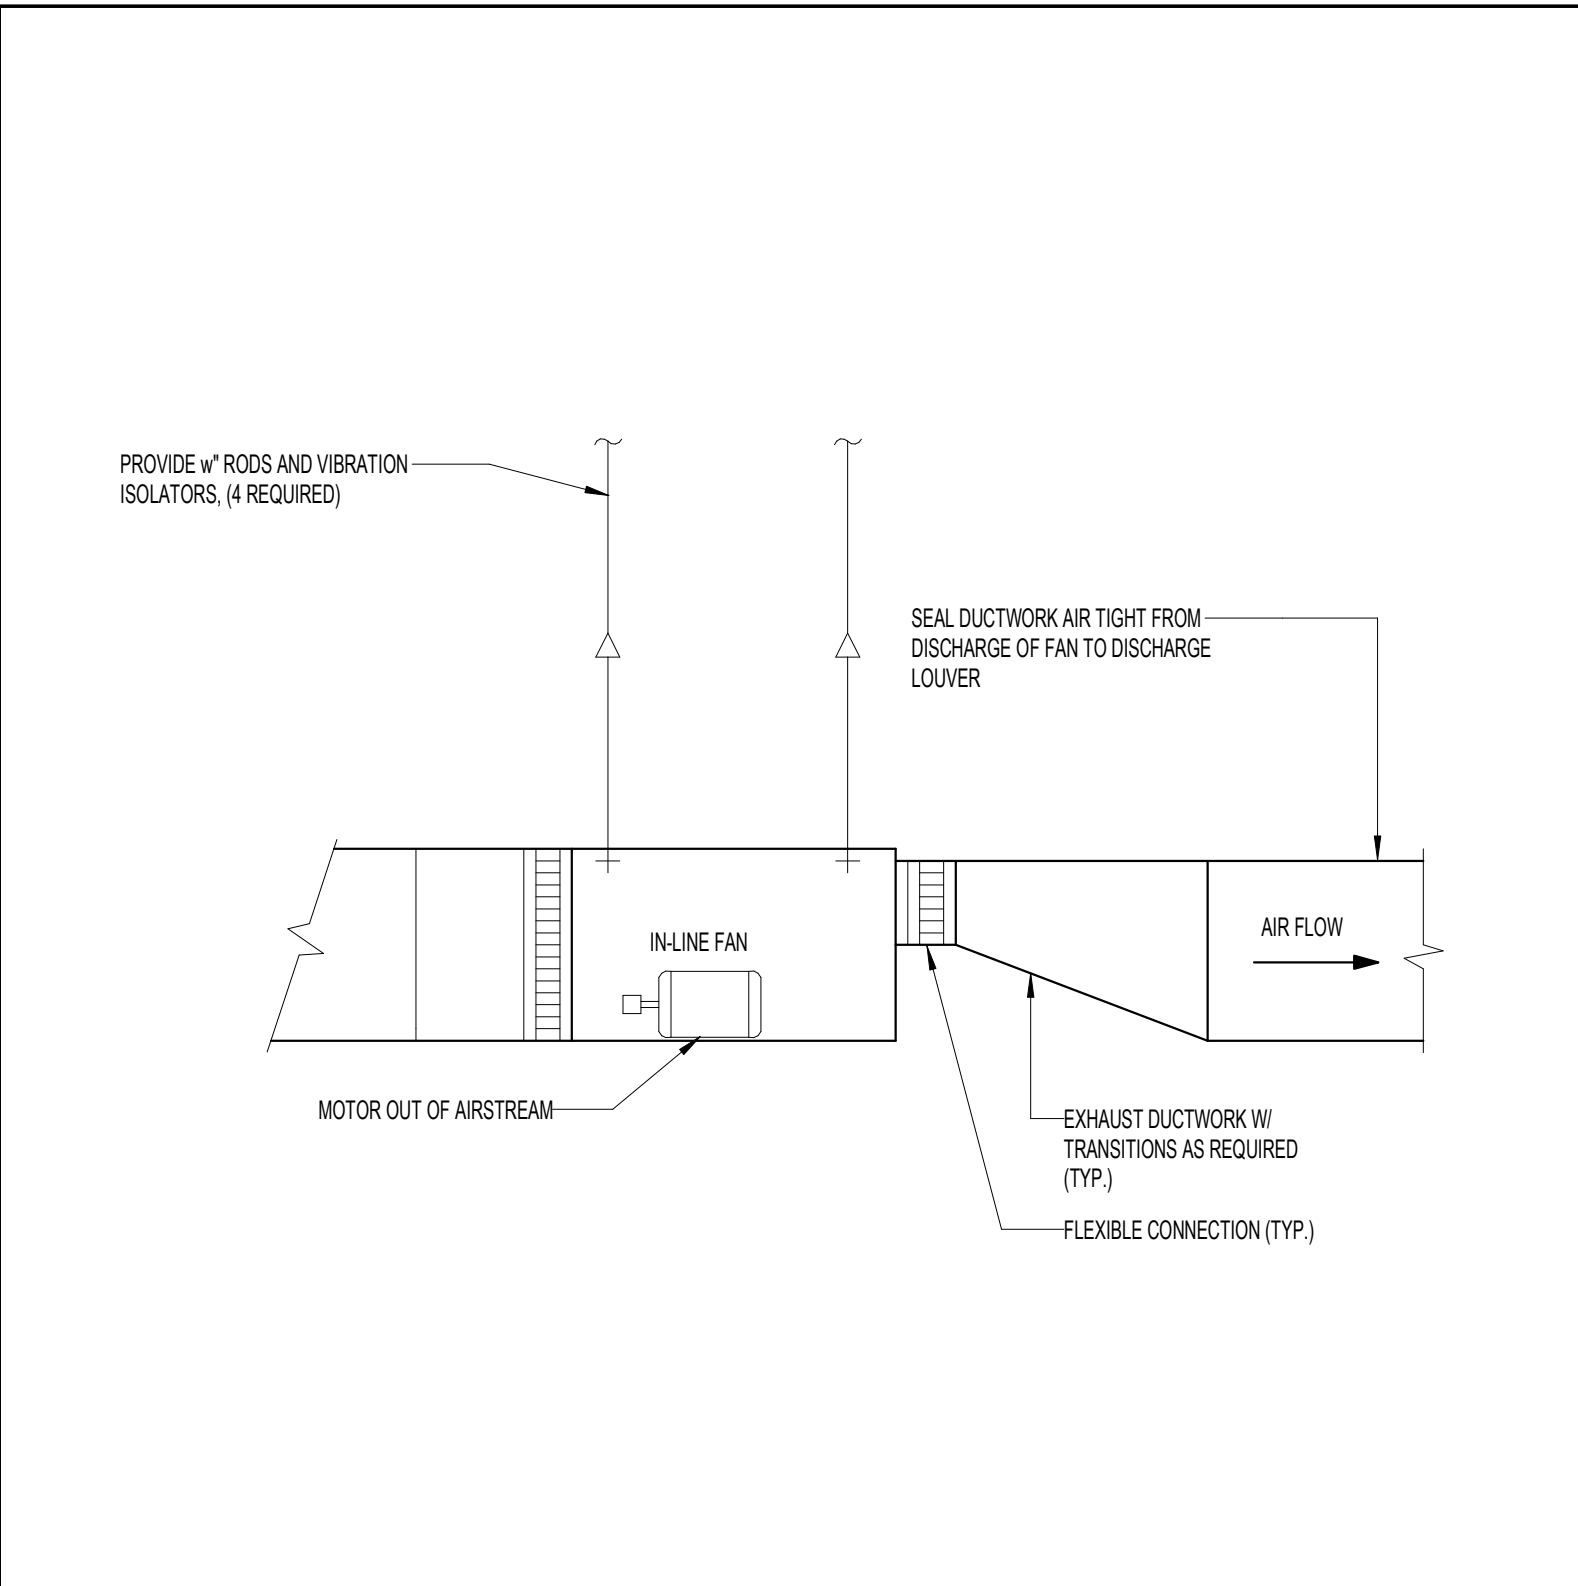 PROVIDE w" RODS AND VIBRATION
ISOLATORS, (4 REQUIRED)
SEAL DUCTWORK AIR TIGHT FROM
DISCHARGE OF FAN TO DISCHARGE
LOUVER
AIR FLOW
IN-LINE FAN
MOTOR OUT OF AIRSTREAM
EXHAUST DUCTWORK W/
TRANSITIONS AS REQUIRED
(TYP.)
FLEXIBLE CONNECTION (TYP.)